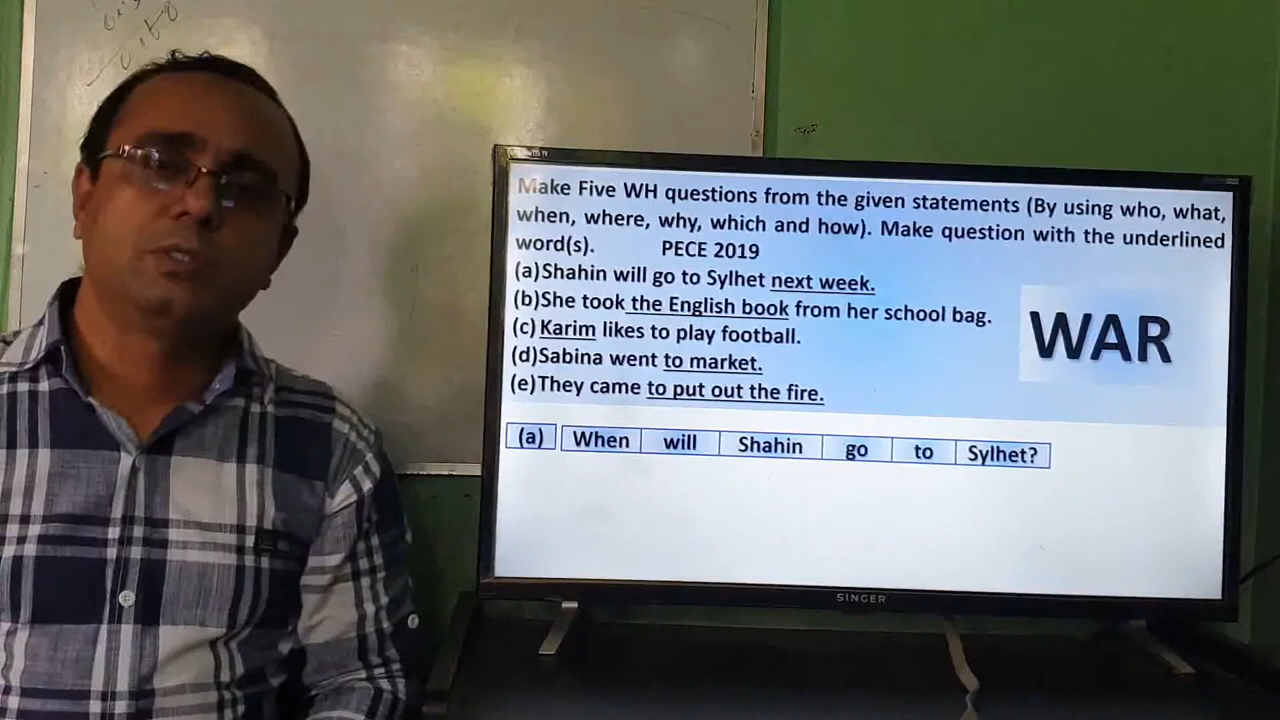 Make Five WH questions from the given statements (By using who, what,
when, where, why, which and how). Make question with the underlined
word(s). PECE 2019
(a)Shahin will go to Sylhet next week.
(b)She took the English book from her school bag.
(c) Karim likes to play football.
(d)Sabina went to market.
(e)They came to put out the fire.
WAR
(a) When will Shahin go to Sylhet?
SINGER